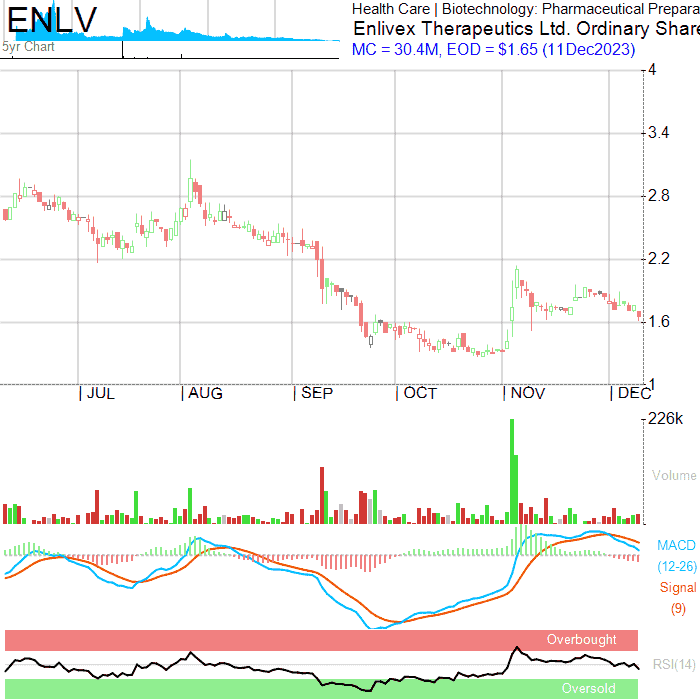 ENLV
5yr Chart
Health Care | Biotechnology: Pharmaceutical Prepara
Enlivex Therapeutics Ltd. Ordinary Share
MC = 30.4M, EOD = $1.65 (11Dec2023)
4
3.4
2.8
2.2
1.6
1
JUL
AUG
SEP
OCT
NOV
DEC
226k
Volume
MACD
(12-26)
Signal
(9)
Overbought
RSI(14)
Oversold